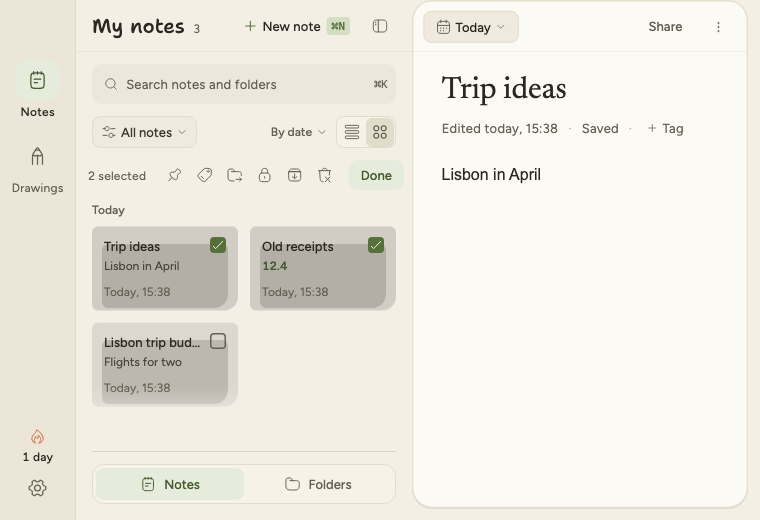 My notes 3
New note ⌘N
Today
Share
Notes
Drawings
Search notes and folders ⌘K
All notes
By date
2 selected
Done
Today
Trip ideas
Lisbon in April
Today, 15:38
Old receipts
12.4
Today, 15:38
Lisbon trip bud...
Flights for two
Today, 15:38
1 day
Notes
Folders
Trip ideas
Edited today, 15:38 · Saved · + Tag
Lisbon in April